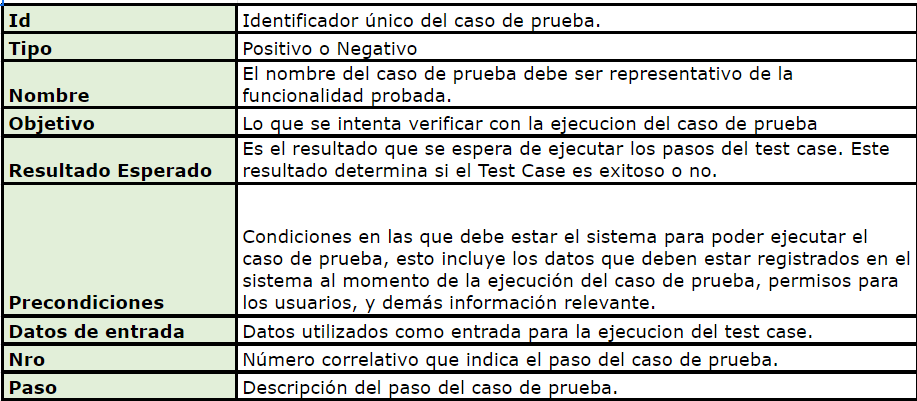 Id
Identificador único del caso de prueba.
Tipo
Positivo o Negativo
Nombre
El nombre del caso de prueba debe ser representativo de la
funcionalidad probada.
Objetivo
Lo que se intenta verificar con la ejecucion del caso de prueba
Resultado Esperado
Es el resultado que se espera de ejecutar los pasos del test case. Este
resultado determina si el Test Case es exitoso o no.
Precondiciones
Condiciones en las que debe estar el sistema para poder ejecutar el
caso de prueba, esto incluye los datos que deben estar registrados en el
sistema al momento de la ejecución del caso de prueba, permisos para
los usuarios, y demás información relevante.
Datos de entrada
Datos utilizados como entrada para la ejecucion del test case.
Nro
Número correlativo que indica el paso del caso de prueba.
Paso
Descripción del paso del caso de prueba.